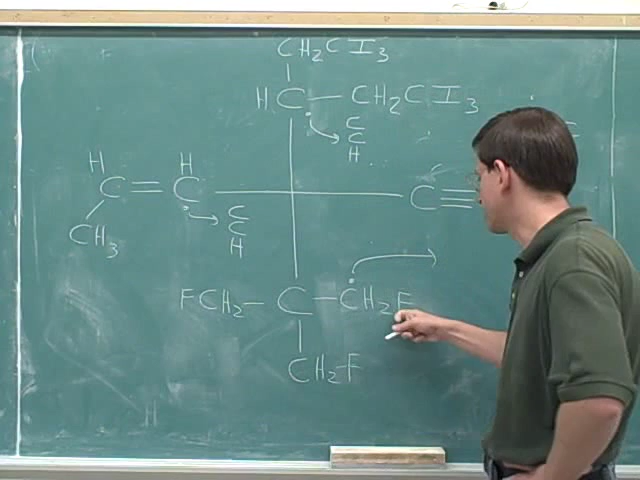 CH2CI3
H C — CH2CI3
C
C
H
H H
C = C
C ≡
CH3
C
C
H
FCH2 — C — CH2F
CH2F